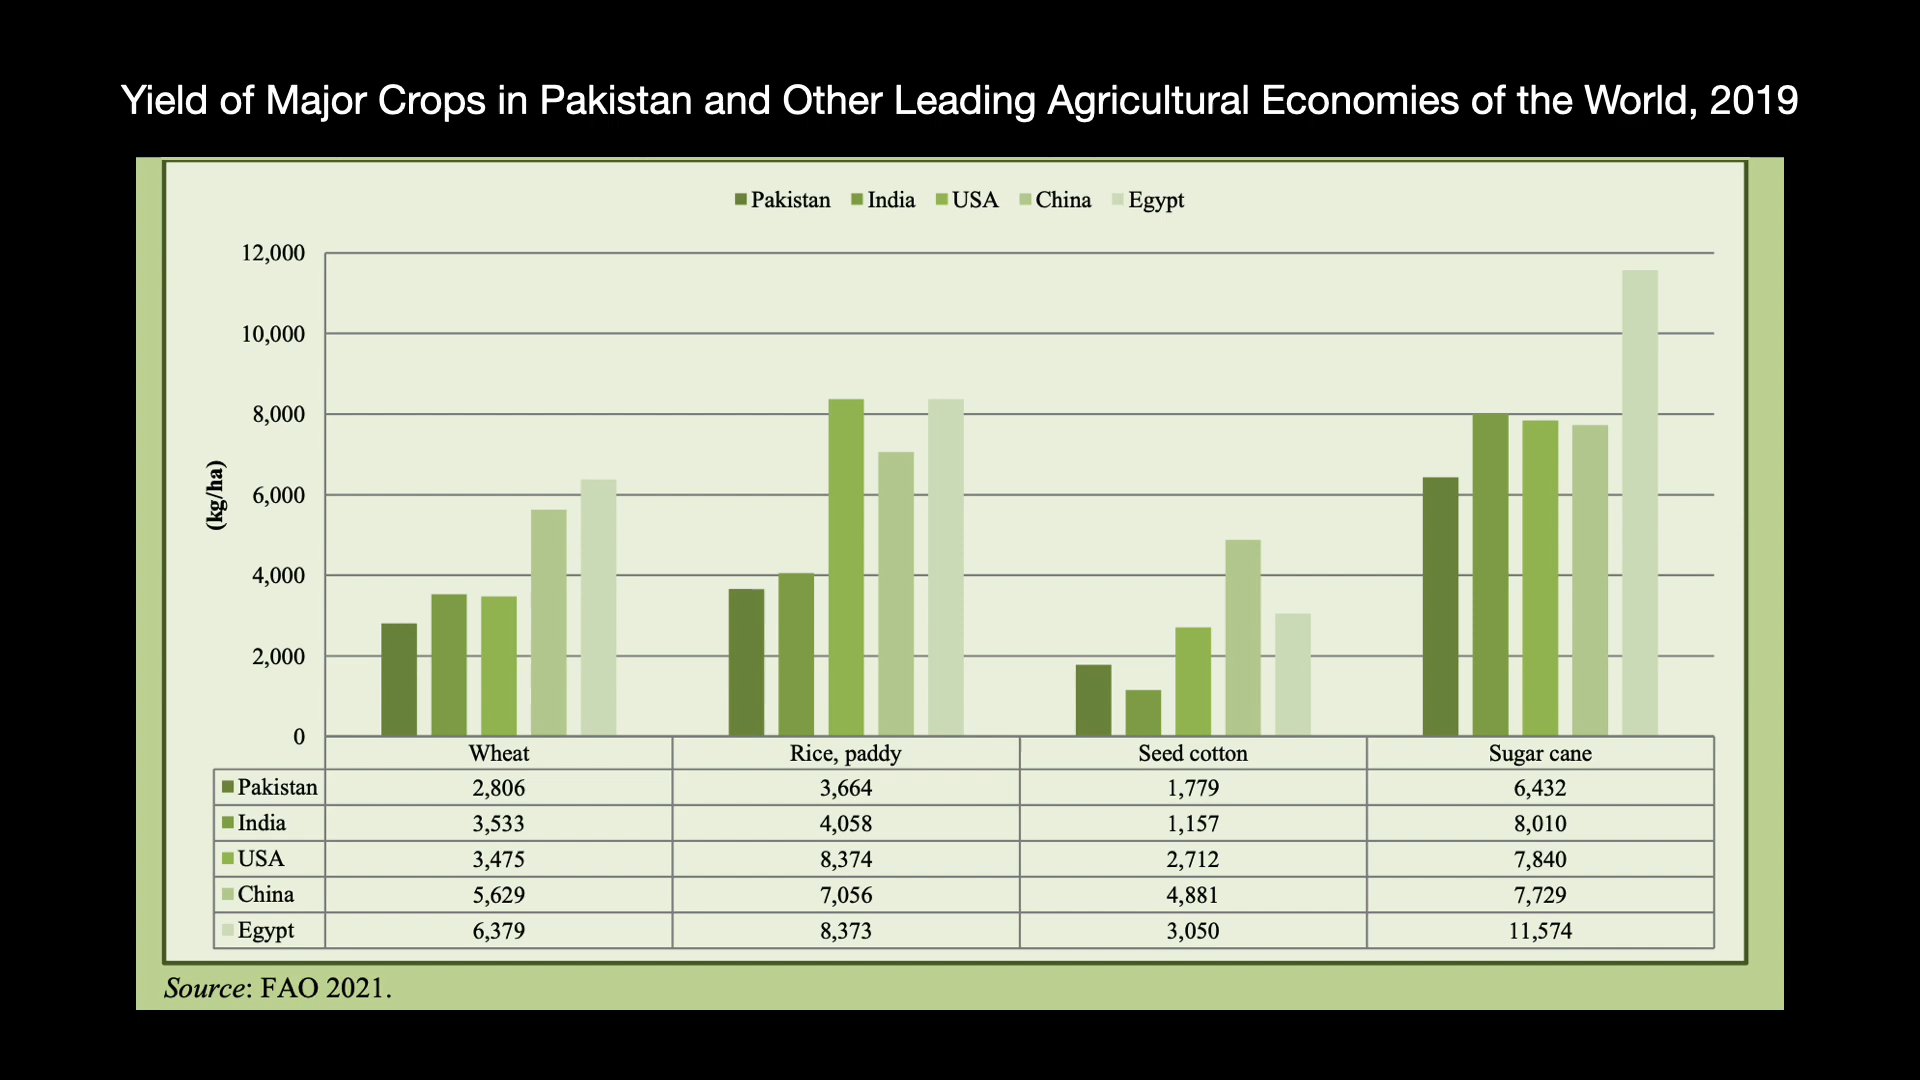 Yield of Major Crops in Pakistan and Other Leading Agricultural Economies of the World, 2019
Pakistan India USA China Egypt
12,000
10,000
8,000
6,000
4,000
2,000
0
(kg/ha)
Wheat Rice, paddy Seed cotton Sugar cane
Pakistan 2,806 3,664 1,779 6,432
India 3,533 4,058 1,157 8,010
USA 3,475 8,374 2,712 7,840
China 5,629 7,056 4,881 7,729
Egypt 6,379 8,373 3,050 11,574
Source: FAO 2021.